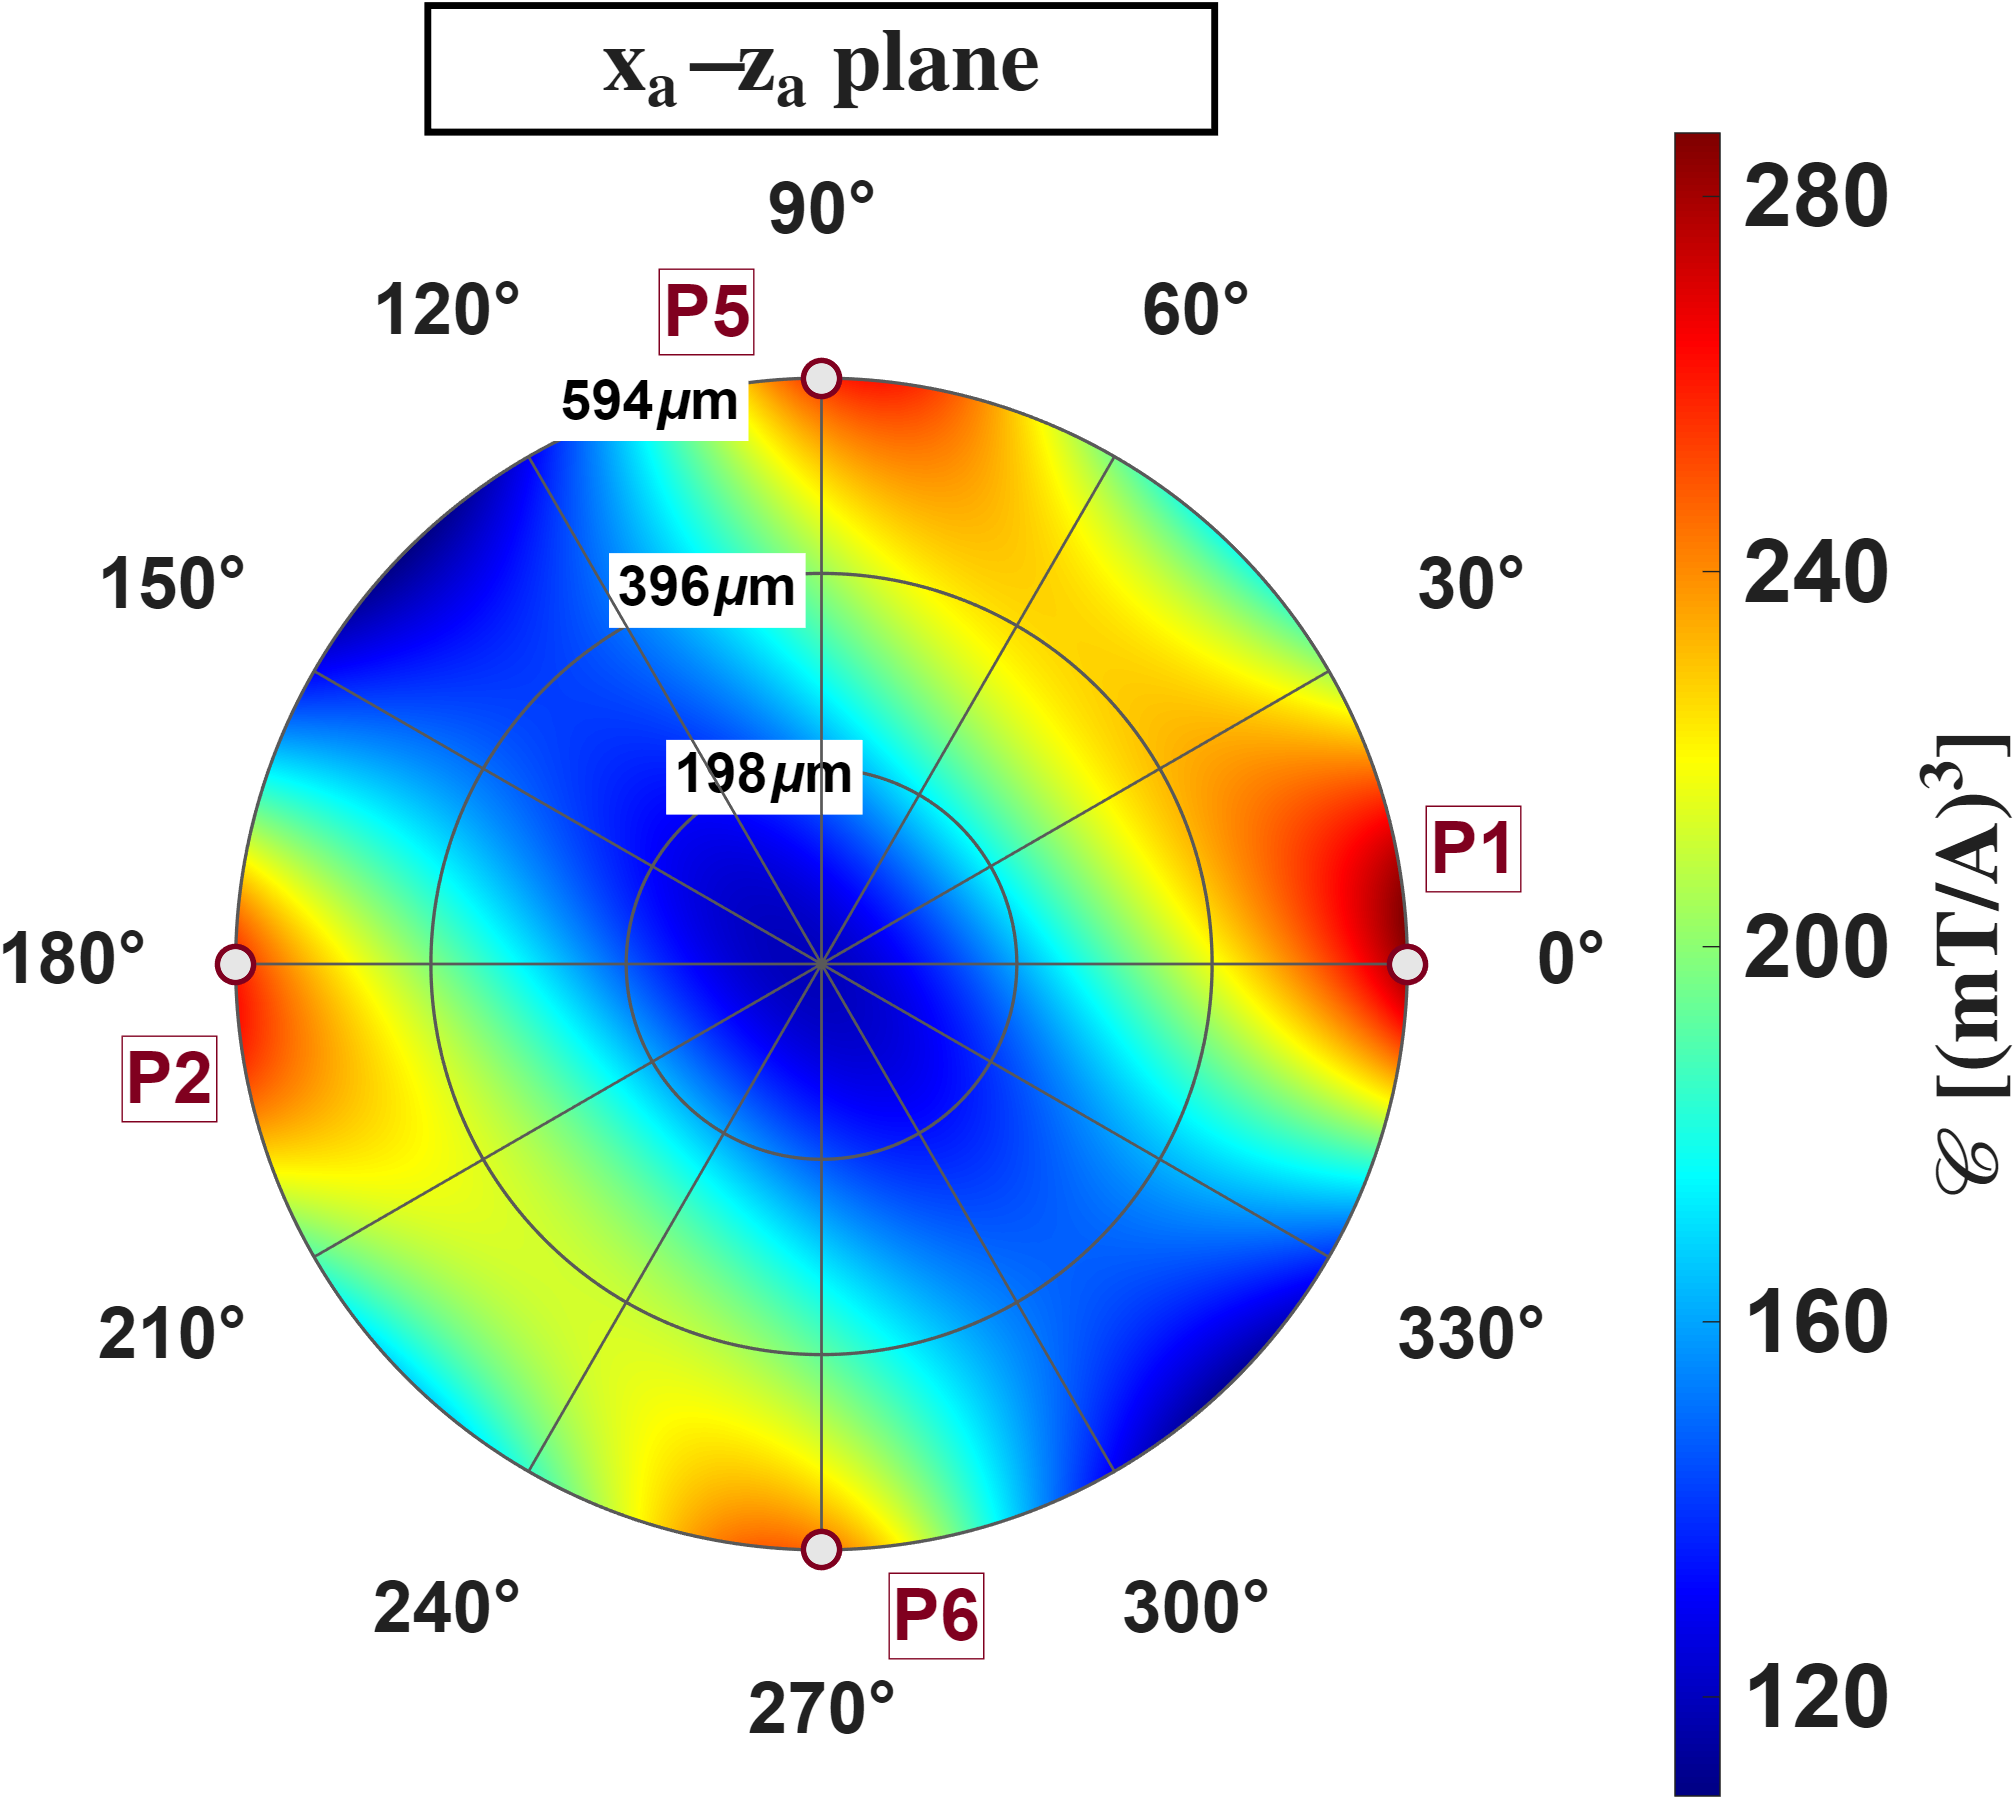 xₐ–zₐ plane
90°
120°
P5
60°
594μm
150°
396μm
30°
198μm
P1
180°
0°
P2
210°
330°
240°
P6
300°
270°
280
240
200
160
120
𝒞 [(mT/A)³]